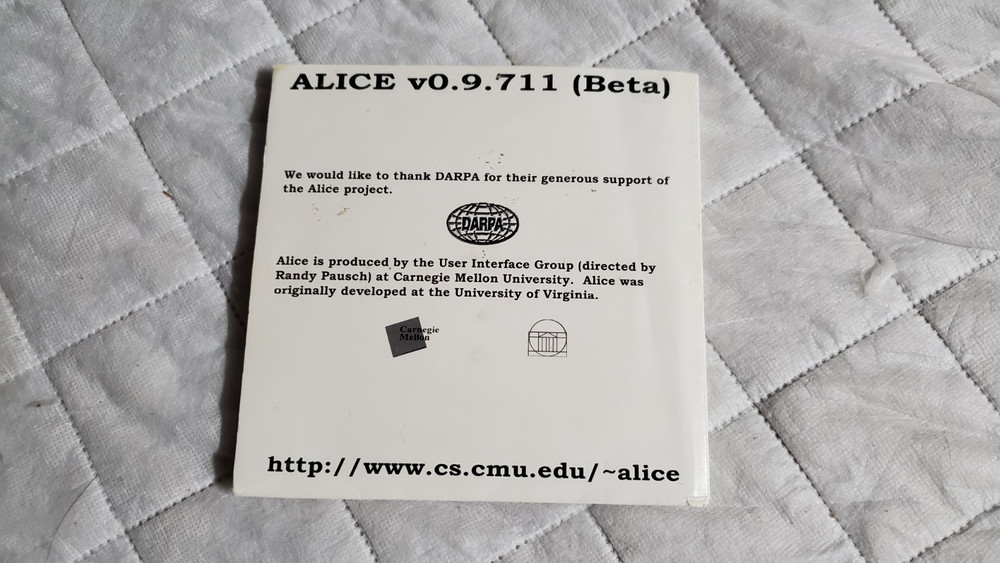 ALICE v0.9.711 (Beta)
We would like to thank DARPA for their generous support of
the Alice project.
DARPA
Alice is produced by the User Interface Group (directed by
Randy Pausch) at Carnegie Mellon University.  Alice was
originally developed at the University of Virginia.
Carnegie
Mellon
http://www.cs.cmu.edu/~alice